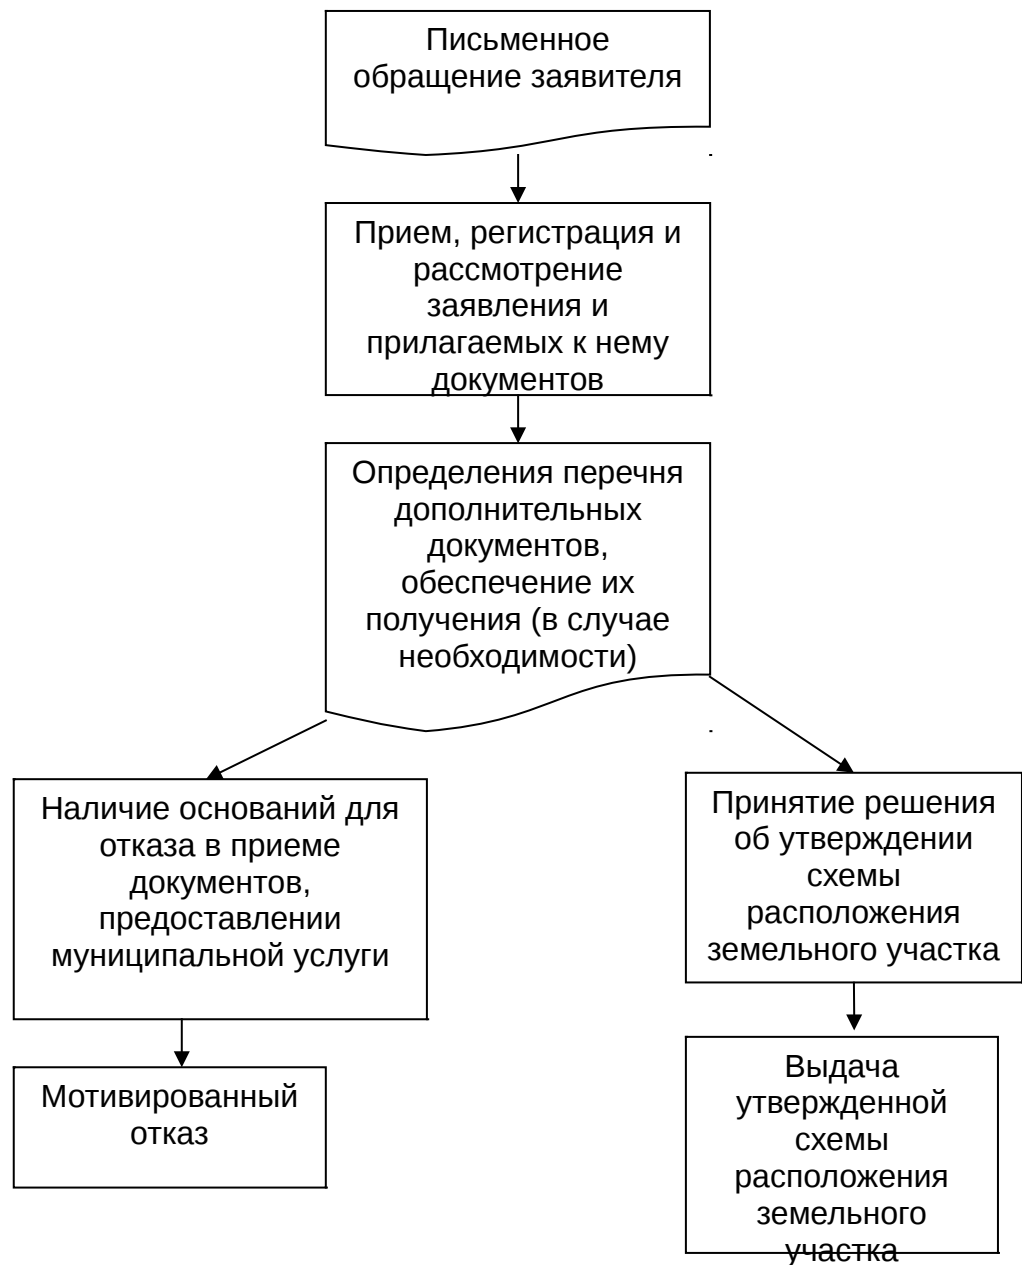 Письменное
обращение заявителя
Прием, регистрация и
рассмотрение
заявления и
прилагаемых к нему
документов
Определения перечня
дополнительных
документов,
обеспечение их
получения (в случае
необходимости)
Наличие оснований для
отказа в приеме
документов,
предоставлении
муниципальной услуги
Мотивированный
отказ
Принятие решения
об утверждении
схемы
расположения
земельного участка
Выдача
утвержденной
схемы
расположения
земельного
участка